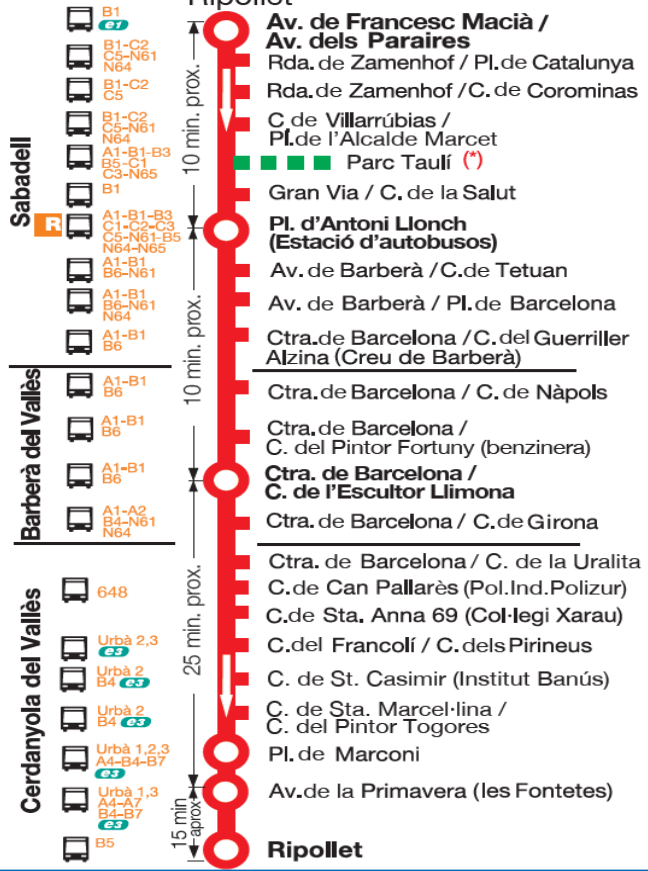 Ripollet
B1
e1
Av. de Francesc Macià /
Av. dels Paraires
B1-C2
C5-N61
N64
Rda. de Zamenhof / Pl. de Catalunya
B1-C2
C5
Rda. de Zamenhof / C. de Corominas
B1-C2
C5-N61
N64
C de Villarrúbias /
Pl. de l'Alcalde Marcet
A1-B1-B3
B5-C1
C3-N65
Parc Taulí (*)
B1
Gran Via / C. de la Salut
R
A1-B1-B3
C1-C2-C3
C5-N61-B5
N64-N65
Pl. d'Antoni Llonch
(Estació d'autobusos)
A1-B1
B6-N61
Av. de Barberà / C. de Tetuan
A1-B1
B6-N61
N64
Av. de Barberà / Pl. de Barcelona
A1-B1
B6
Ctra. de Barcelona / C. del Guerriller
Alzina (Creu de Barberà)
Sabadell
10 min. prox.
A1-B1
B6
Ctra. de Barcelona / C. de Nàpols
A1-B1
B6
Ctra. de Barcelona /
C. del Pintor Fortuny (benzinera)
A1-B1
B6
Ctra. de Barcelona /
C. de l'Escultor Llimona
A1-A2
B4-N61
N64
Ctra. de Barcelona / C. de Girona
Barberà del Vallès
10 min. prox.
Ctra. de Barcelona / C. de la Uralita
648
C. de Can Pallarès (Pol. Ind. Polizur)
C. de Sta. Anna 69 (Col·legi Xarau)
Urbà 2,3
e3
C. del Francolí / C. dels Pirineus
Urbà 2
B4 e3
C. de St. Casimir (Institut Banús)
Urbà 2
B4 e3
C. de Sta. Marcel·lina /
C. del Pintor Togores
Urbà 1,2,3
A4-B4-B7
e3
Pl. de Marconi
Urbà 1,3
A4-A7
B4-B7
e3
Av. de la Primavera (les Fontetes)
B5
Ripollet
Cerdanyola del Vallès
25 min. prox.
15 min
aprox